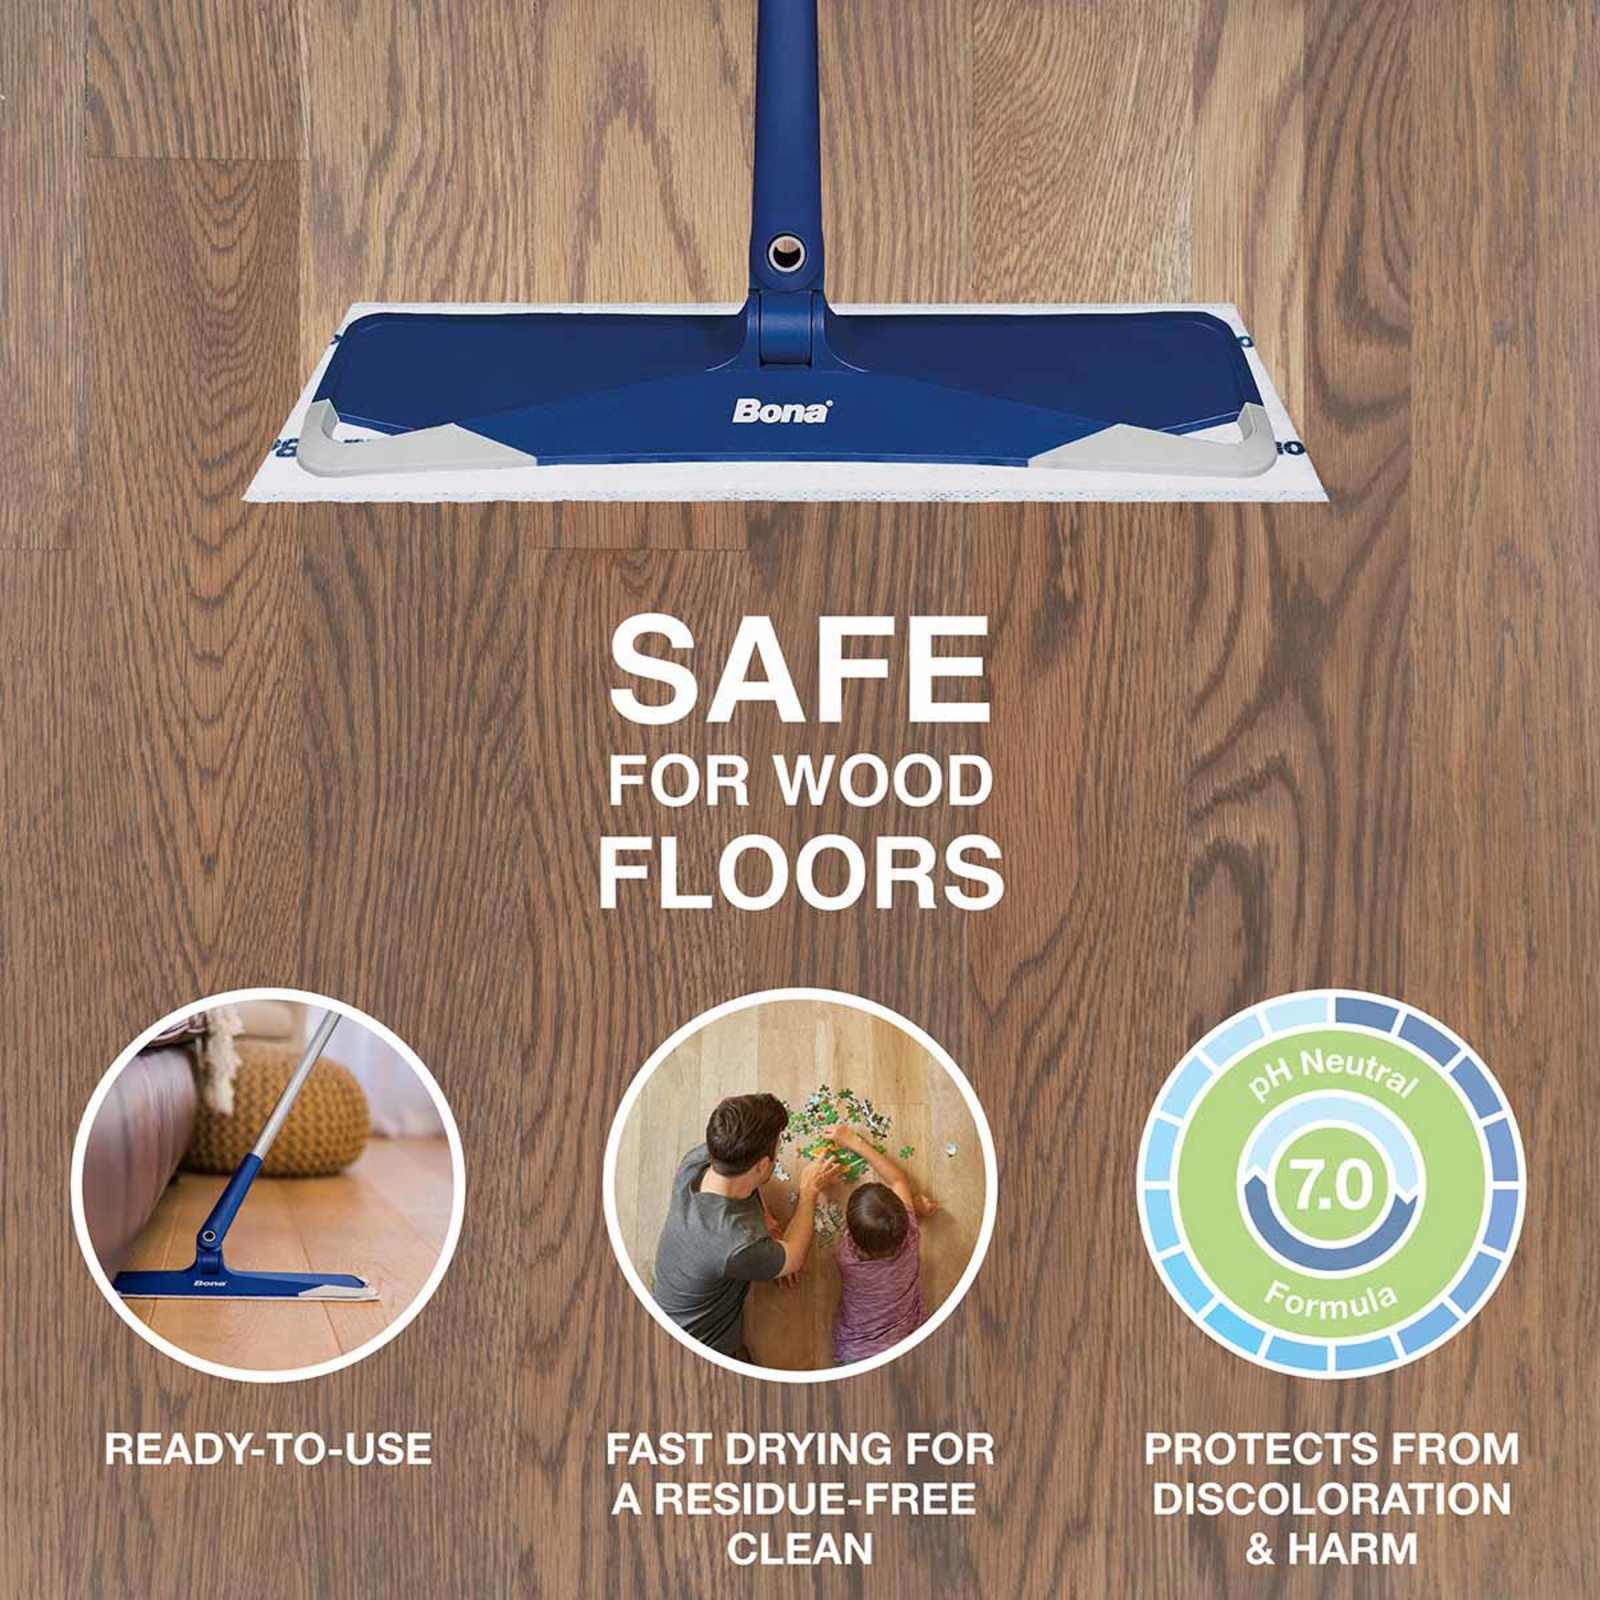 Bona®
SAFE
FOR WOOD
FLOORS
Bona
pH Neutral
7.0
Formula
READY-TO-USE
FAST DRYING FOR
A RESIDUE-FREE
CLEAN
PROTECTS FROM
DISCOLORATION
& HARM